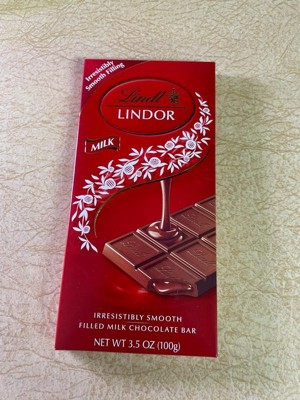 Irresistibly
Smooth Filling
Lindt
LINDOR
MILK
IRRESISTIBLY SMOOTH
FILLED MILK CHOCOLATE BAR
NET WT 3.5 OZ (100g)